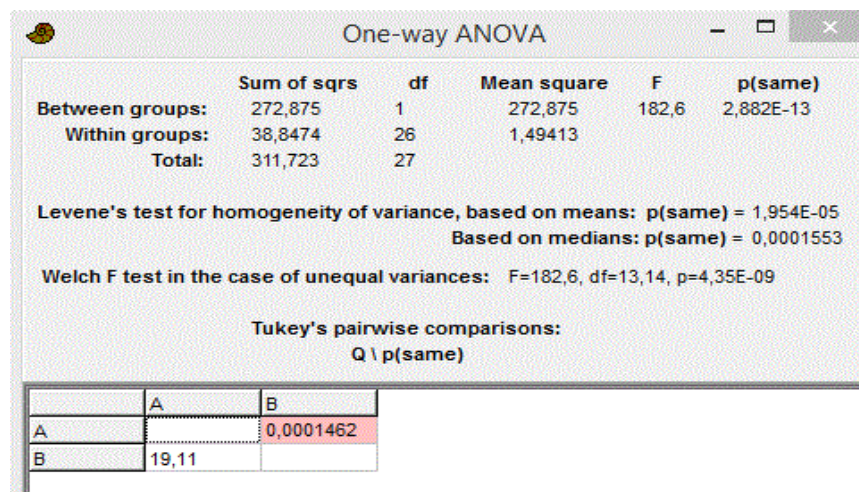 One-way ANOVA
Sum of sqrs df Mean square F p(same)
Between groups: 272,875 1 272,875 182,6 2,882E-13
Within groups: 38,8474 26 1,49413
Total: 311,723 27
Levene's test for homogeneity of variance, based on means: p(same) = 1,954E-05
Based on medians: p(same) = 0,0001553
Welch F test in the case of unequal variances: F=182,6, df=13,14, p=4,35E-09
Tukey's pairwise comparisons:
Q \ p(same)
A B
A 0,0001462
B 19,11